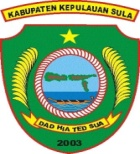 KABUPATEN KEPULAUAN SULA
DAD HIA TED SUA
2003